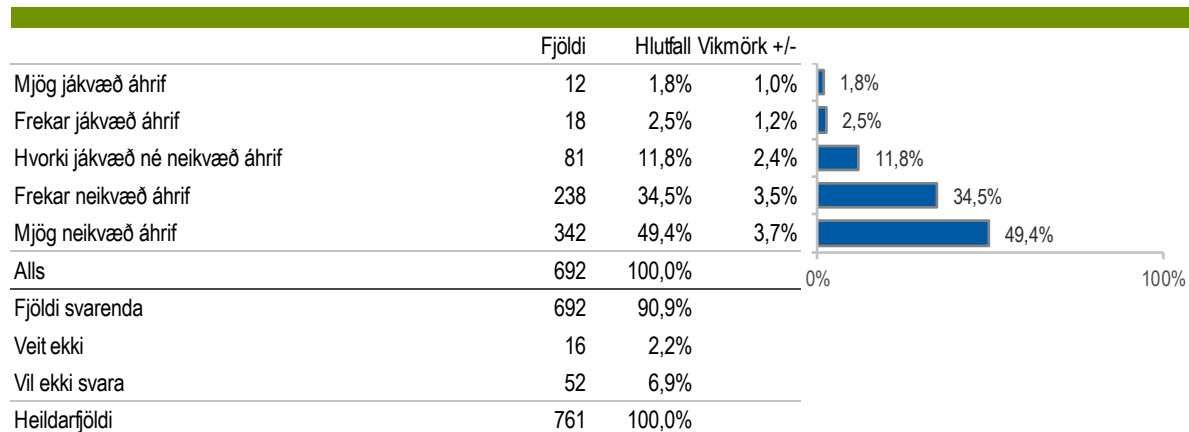 Fjöldi Hlutfall Vikmörk +/-
Mjög jákvæð áhrif 12 1,8% 1,0% 1,8%
Frekar jákvæð áhrif 18 2,5% 1,2% 2,5%
Hvorki jákvæð né neikvæð áhrif 81 11,8% 2,4% 11,8%
Frekar neikvæð áhrif 238 34,5% 3,5% 34,5%
Mjög neikvæð áhrif 342 49,4% 3,7% 49,4%
Alls 692 100,0% 0% 100%
Fjöldi svarenda 692 90,9%
Veit ekki 16 2,2%
Vil ekki svara 52 6,9%
Heildarfjöldi 761 100,0%